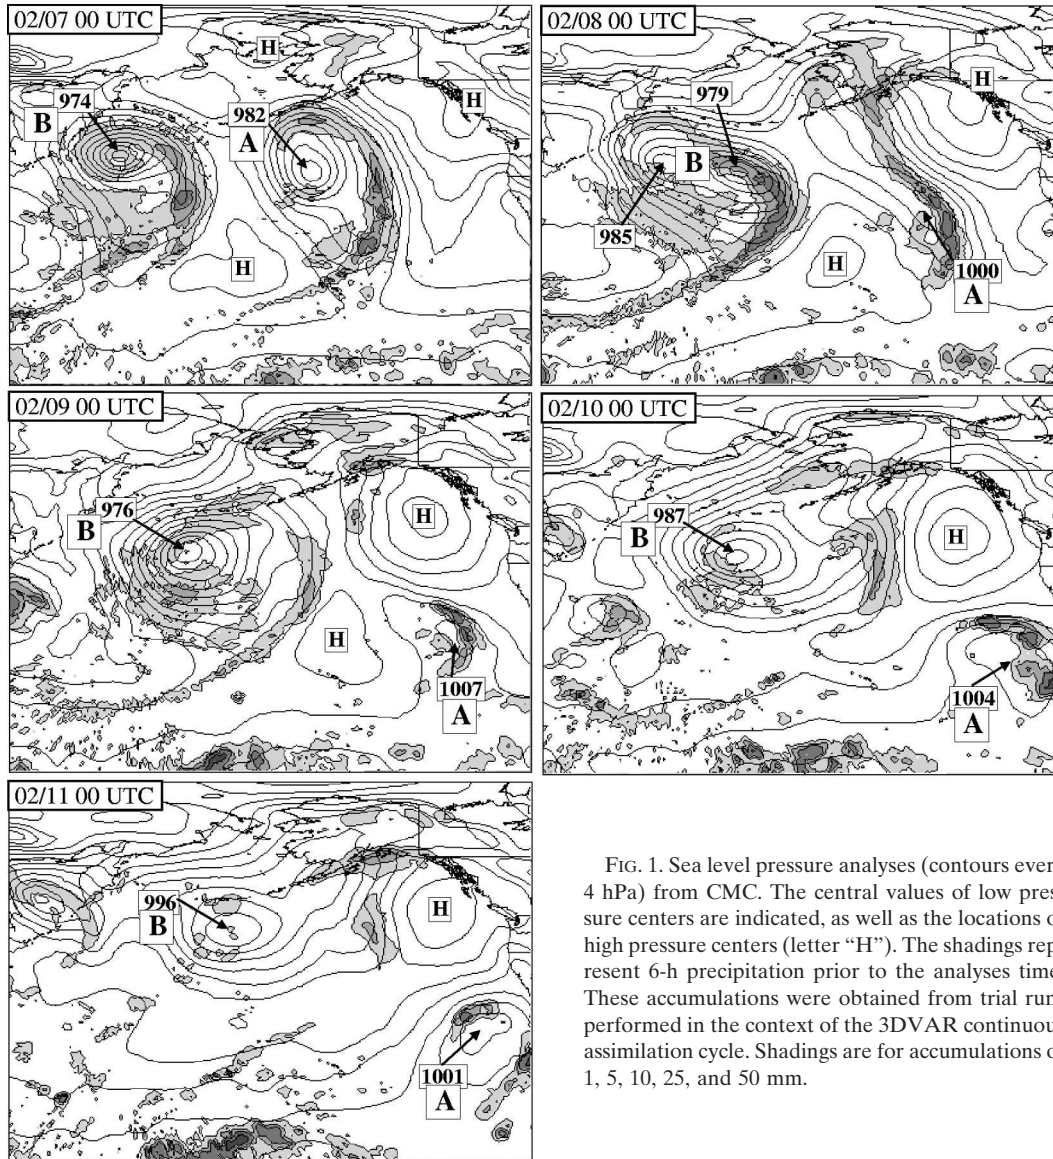 02/07 00 UTC
H
974
B
982
A
H
H
02/08 00 UTC
H
979
B
985
H
1000
A
02/09 00 UTC
976
B
H
H
1007
A
02/10 00 UTC
987
B
H
1004
A
02/11 00 UTC
996
B
H
1001
A
FIG. 1. Sea level pressure analyses (contours ever
4 hPa) from CMC. The central values of low pres
sure centers are indicated, as well as the locations o
high pressure centers (letter “H”). The shadings rep
resent 6-h precipitation prior to the analyses time
These accumulations were obtained from trial run
performed in the context of the 3DVAR continuou
assimilation cycle. Shadings are for accumulations o
1, 5, 10, 25, and 50 mm.